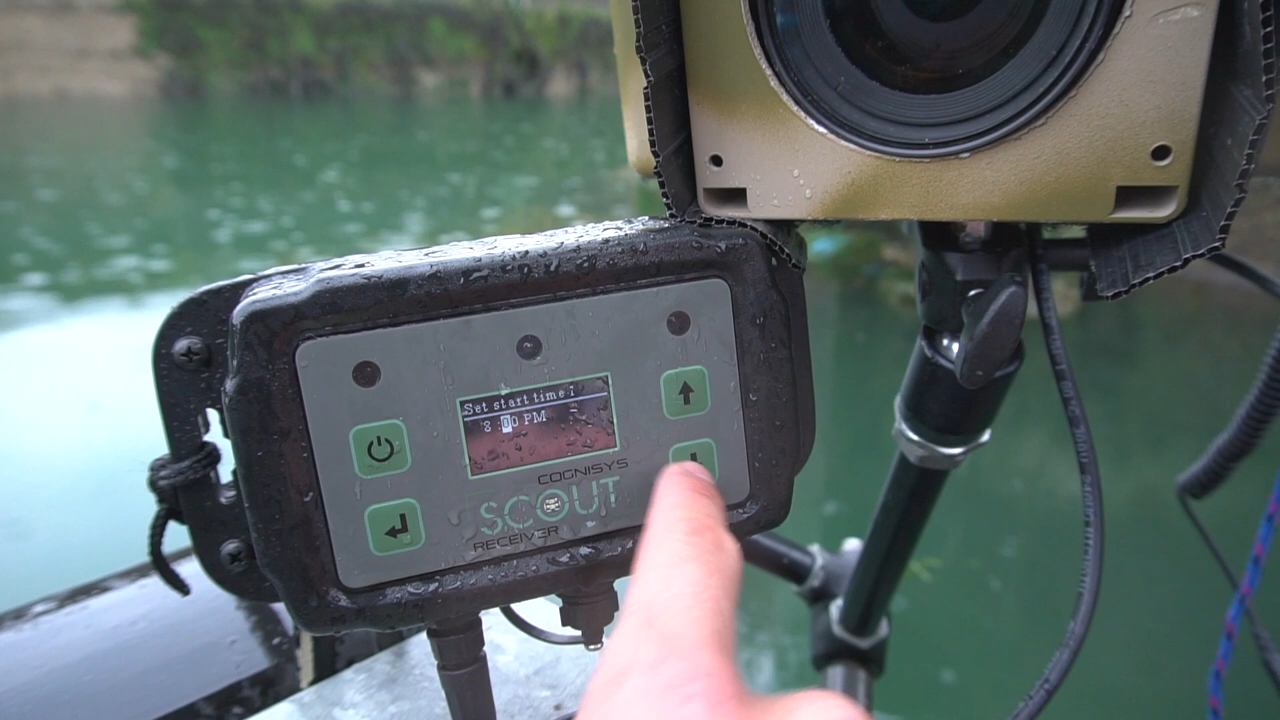 Set start time 1
8 :00 PM
COGNISYS
SCOUT
RECEIVER